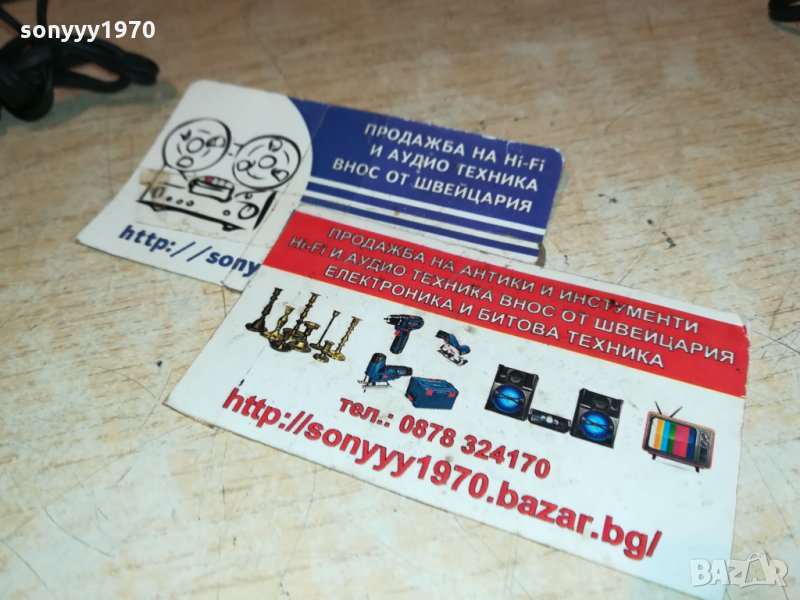 sonyyy1970
ПРОДАЖБА НА Hi-Fi
И АУДИО ТЕХНИКА
ВНОС ОТ ШВЕЙЦАРИЯ
http://sony
ПРОДАЖБА НА АНТИКИ И ИНСТУМЕНТИ
Hi-Fi И АУДИО ТЕХНИКА ВНОС ОТ ШВЕЙЦАРИЯ
ЕЛЕКТРОНИКА И БИТОВА ТЕХНИКА
тел.: 0878 324170
http://sonyyy1970.bazar.bg/
BAZAR
bg